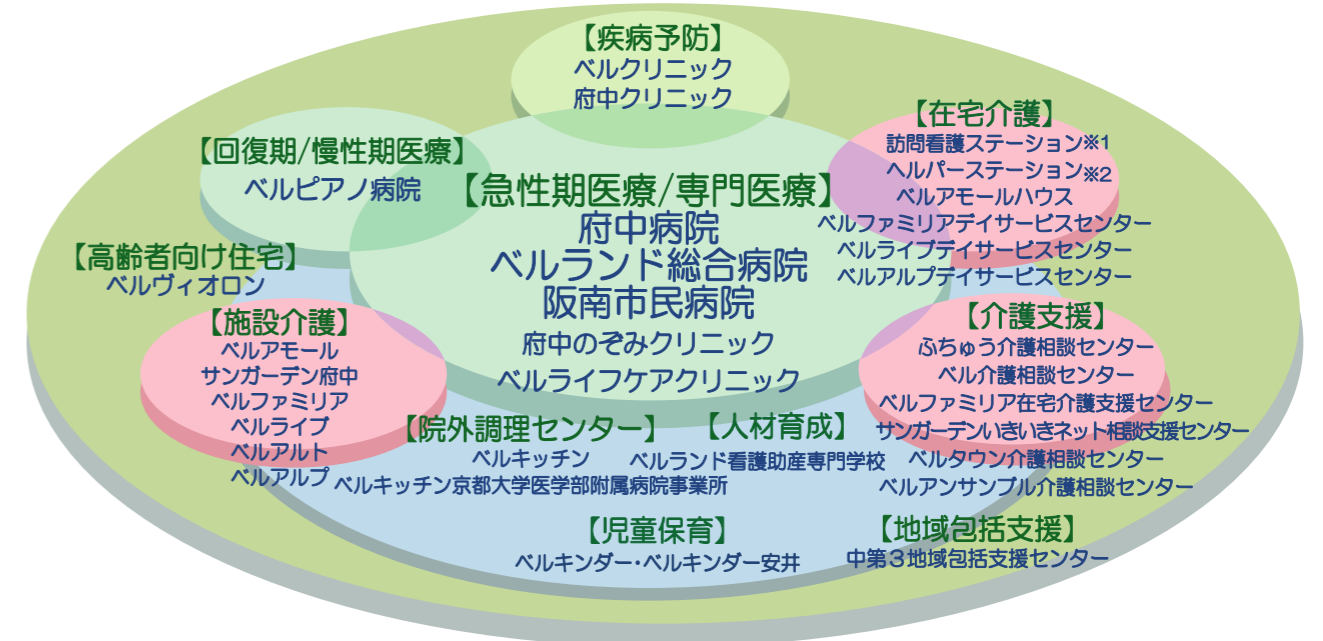 【疾病予防】
ベルクリニック
府中クリニック
【回復期/慢性期医療】
ベルピアノ病院
【急性期医療/専門医療】
府中病院
ベルランド総合病院
阪南市民病院
府中のぞみクリニック
ベルライフケアクリニック
【在宅介護】
訪問看護ステーション※1
ヘルパーステーション※2
ベルアモールハウス
ベルファミリアデイサービスセンター
ベルライブデイサービスセンター
ベルアルプデイサービスセンター
【高齢者向け住宅】
ベルヴィオロン
【施設介護】
ベルアモール
サンガーデン府中
ベルファミリア
ベルライブ
ベルアルト
ベルアルプ
【介護支援】
ふちゅう介護相談センター
ベル介護相談センター
ベルファミリア在宅介護支援センター
サンガーデンいきいきネット相談支援センター
ベルタウン介護相談センター
ベルアンサンブル介護相談センター
【院外調理センター】
ベルキッチン
ベルキッチン京都大学医学部附属病院事業所
【人材育成】
ベルランド看護助産専門学校
【児童保育】
ベルキンダー・ベルキンダー安井
【地域包括支援】
中第3地域包括支援センター